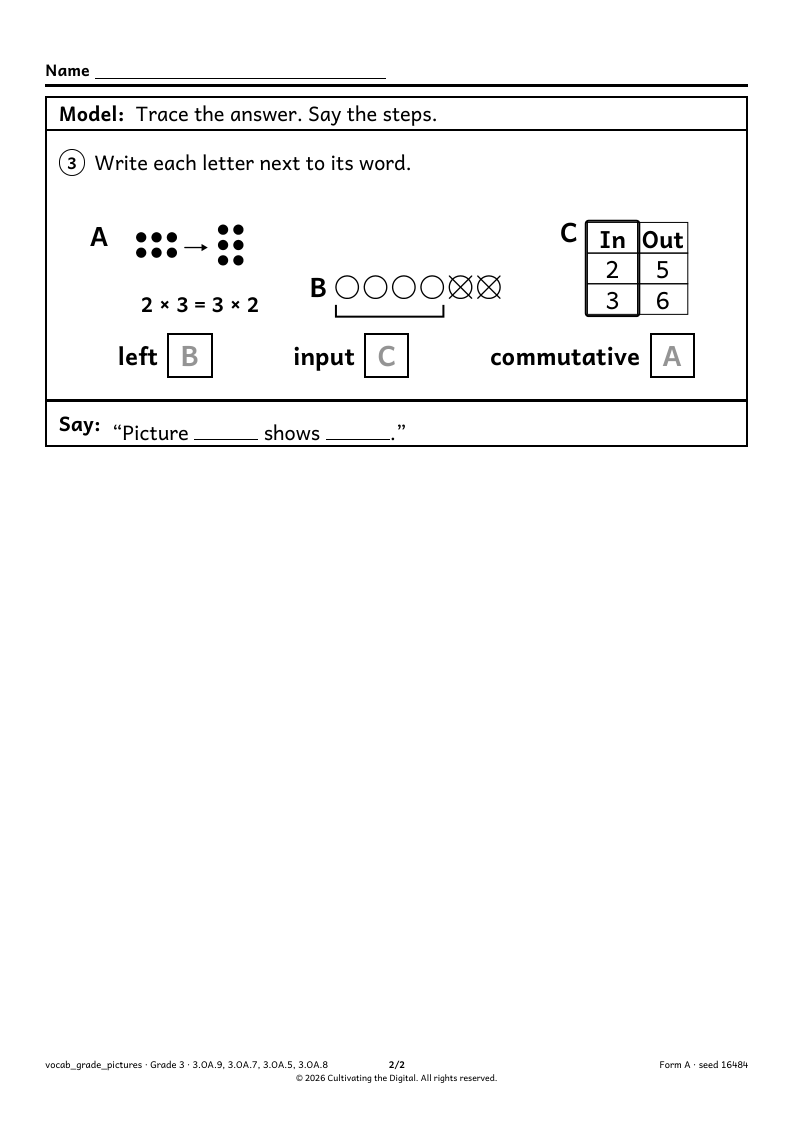 Name
Model: Trace the answer. Say the steps.
3 Write each letter next to its word.
A
2 × 3 = 3 × 2
B
C
In Out
2 5
3 6
left B input C commutative A
Say: “Picture ______ shows ______.”
vocab_grade_pictures · Grade 3 · 3.OA.9, 3.OA.7, 3.OA.5, 3.OA.8 2/2 Form A · seed 16484
© 2026 Cultivating the Digital. All rights reserved.